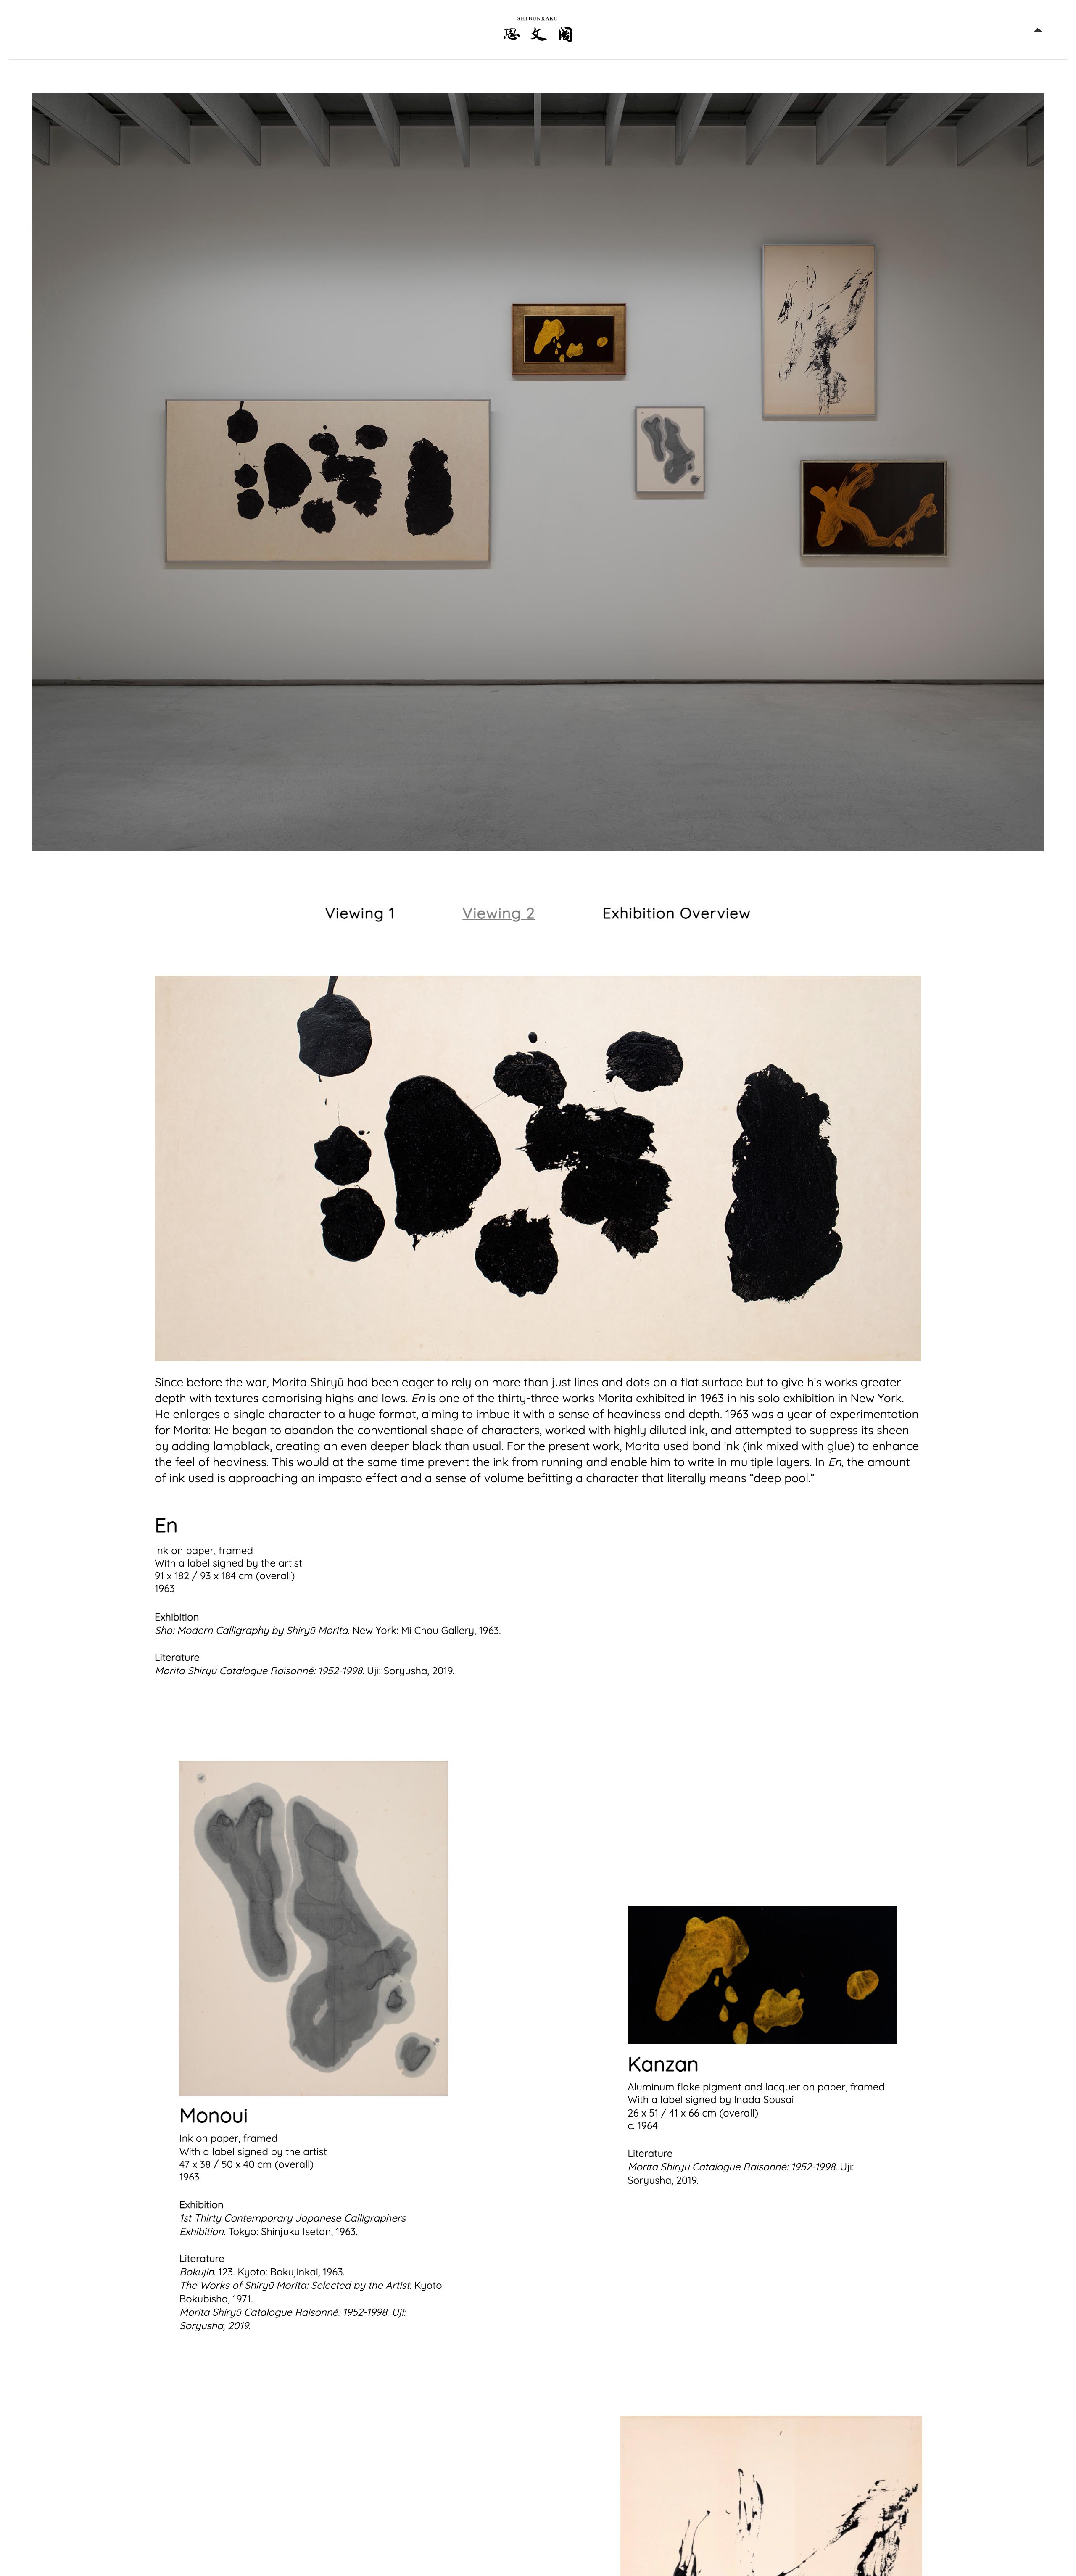 SHIBUNKAKU
思文閣
Viewing 1
Viewing 2
Exhibition Overview
Since before the war, Morita Shiryū had been eager to rely on more than just lines and dots on a flat surface but to give his works greater
depth with textures comprising highs and lows. En is one of the thirty-three works Morita exhibited in 1963 in his solo exhibition in New York.
He enlarges a single character to a huge format, aiming to imbue it with a sense of heaviness and depth. 1963 was a year of experimentation
for Morita: He began to abandon the conventional shape of characters, worked with highly diluted ink, and attempted to suppress its sheen
by adding lampblack, creating an even deeper black than usual. For the present work, Morita used bond ink (ink mixed with glue) to enhance
the feel of heaviness. This would at the same time prevent the ink from running and enable him to write in multiple layers. In En, the amount
of ink used is approaching an impasto effect and a sense of volume befitting a character that literally means “deep pool.”
En
Ink on paper, framed
With a label signed by the artist
91 x 182 / 93 x 184 cm (overall)
1963
Exhibition
Sho: Modern Calligraphy by Shiryū Morita. New York: Mi Chou Gallery, 1963.
Literature
Morita Shiryū Catalogue Raisonné: 1952-1998. Uji: Soryusha, 2019.
Monoui
Ink on paper, framed
With a label signed by the artist
47 x 38 / 50 x 40 cm (overall)
1963
Exhibition
1st Thirty Contemporary Japanese Calligraphers
Exhibition. Tokyo: Shinjuku Isetan, 1963.
Literature
Bokujin. 123. Kyoto: Bokujinkai, 1963.
The Works of Shiryū Morita: Selected by the Artist. Kyoto:
Bokubisha, 1971.
Morita Shiryū Catalogue Raisonné: 1952-1998. Uji:
Soryusha, 2019.
Kanzan
Aluminum flake pigment and lacquer on paper, framed
With a label signed by Inada Sousai
26 x 51 / 41 x 66 cm (overall)
c. 1964
Literature
Morita Shiryū Catalogue Raisonné: 1952-1998. Uji:
Soryusha, 2019.